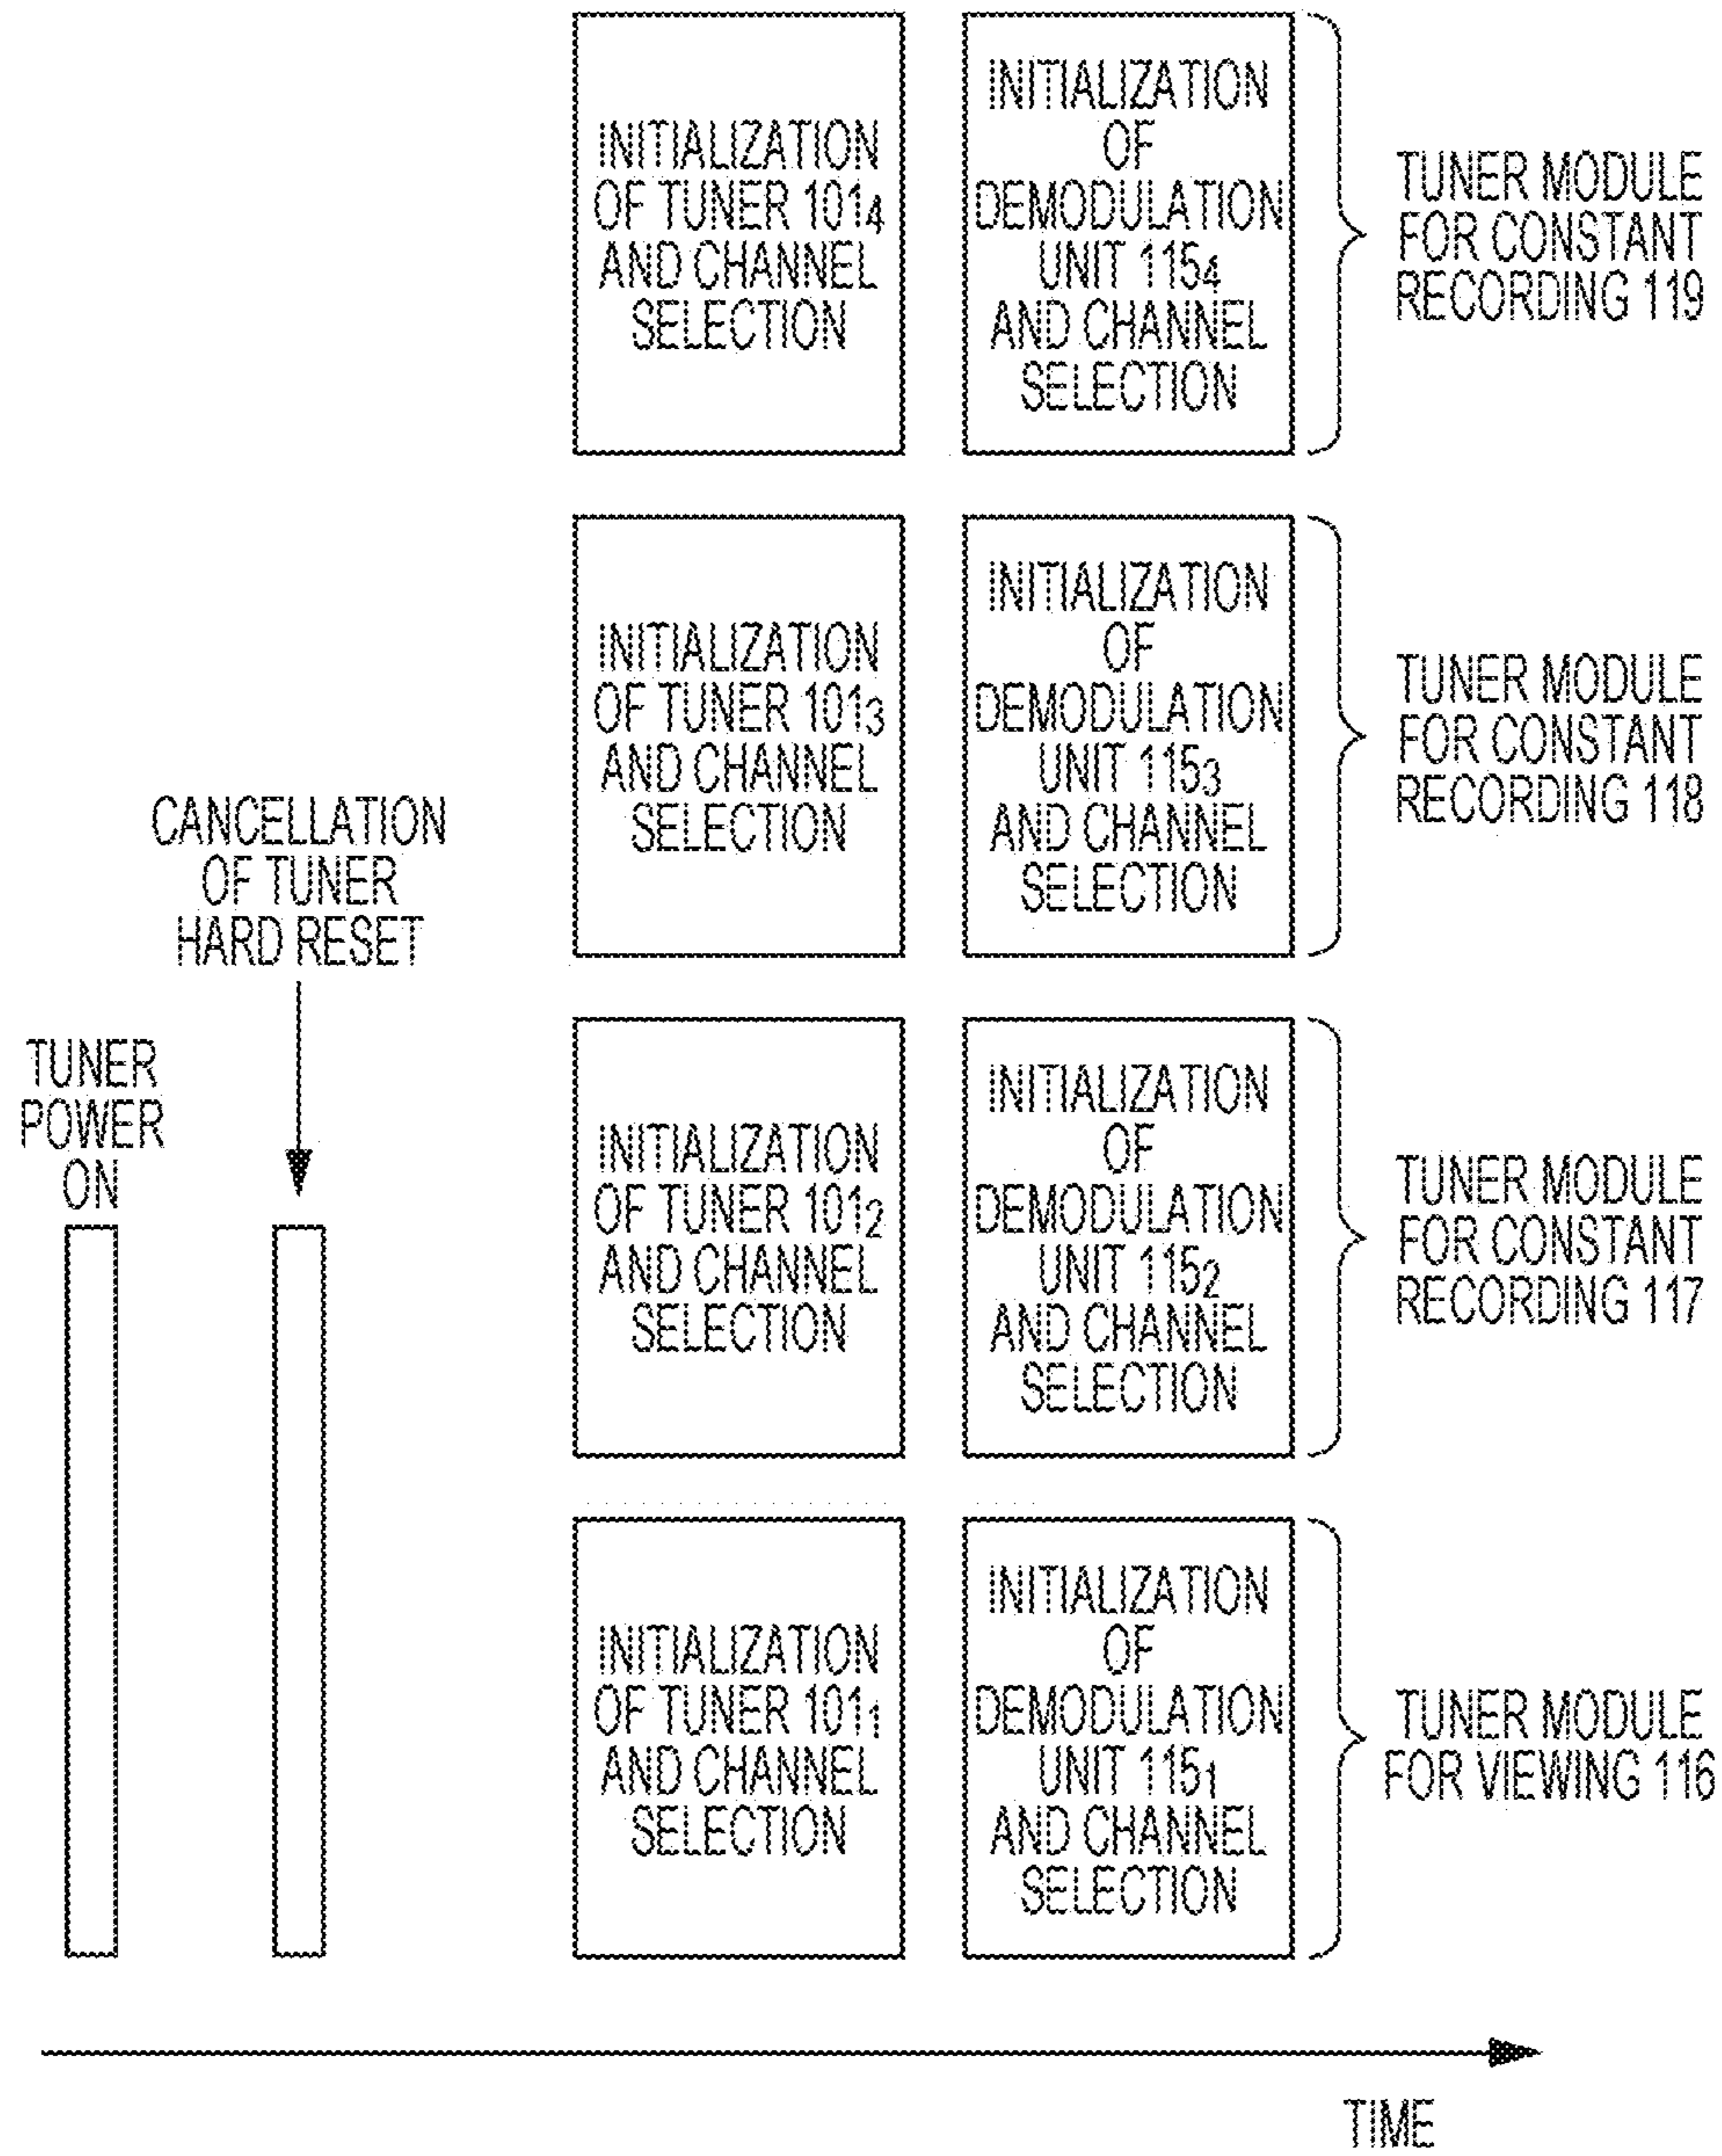 INITIALIZATION
OF TUNER 101₄
AND CHANNEL
SELECTION
INITIALIZATION
OF
DEMODULATION
UNIT 115₄
AND CHANNEL
SELECTION
TUNER MODULE
FOR CONSTANT
RECORDING 119
INITIALIZATION
OF TUNER 101₃
AND CHANNEL
SELECTION
INITIALIZATION
OF
DEMODULATION
UNIT 115₃
AND CHANNEL
SELECTION
TUNER MODULE
FOR CONSTANT
RECORDING 118
CANCELLATION
OF TUNER
HARD RESET
TUNER
POWER
ON
INITIALIZATION
OF TUNER 101₂
AND CHANNEL
SELECTION
INITIALIZATION
OF
DEMODULATION
UNIT 115₂
AND CHANNEL
SELECTION
TUNER MODULE
FOR CONSTANT
RECORDING 117
INITIALIZATION
OF TUNER 101₁
AND CHANNEL
SELECTION
INITIALIZATION
OF
DEMODULATION
UNIT 115₁
AND CHANNEL
SELECTION
TUNER MODULE
FOR VIEWING 116
TIME